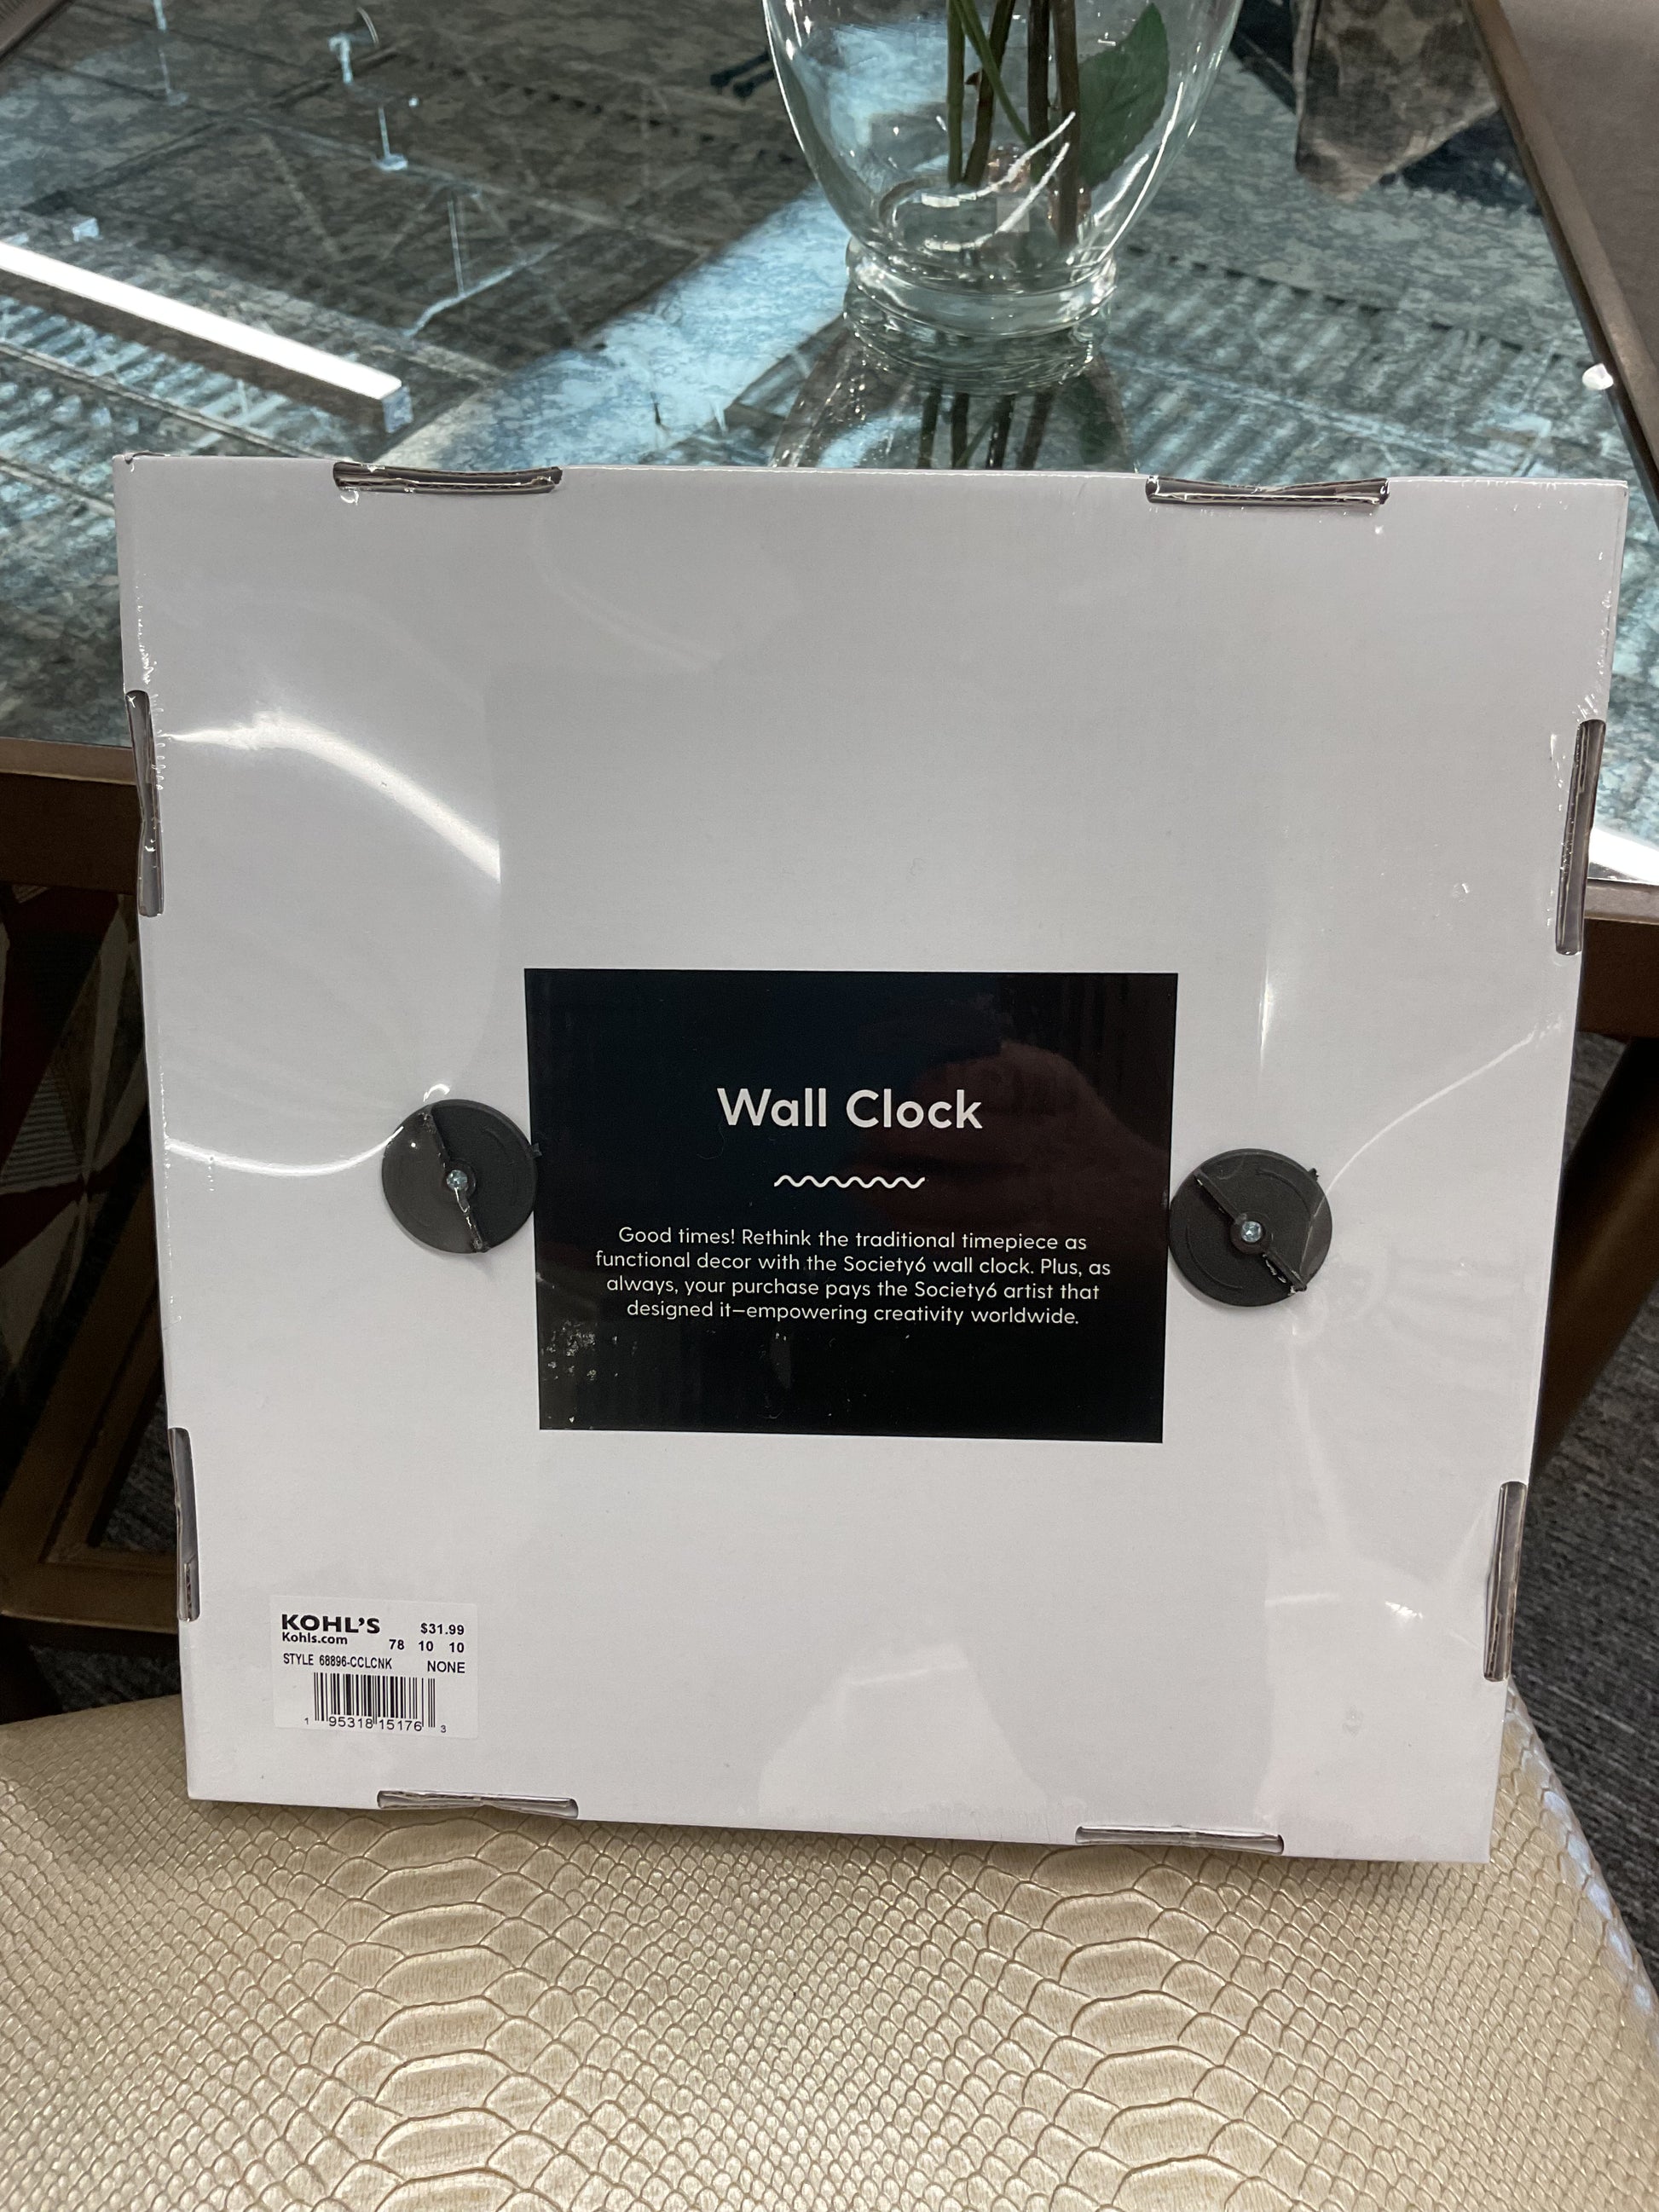 Wall Clock
Good times! Rethink the traditional timepiece as
functional decor with the Society6 wall clock. Plus, as
always, your purchase pays the Society6 artist that
designed it—empowering creativity worldwide.
KOHL'S $31.99
Kohls.com 78 10 10
STYLE 68896-CCLCNK NONE
1 95318 15176 3